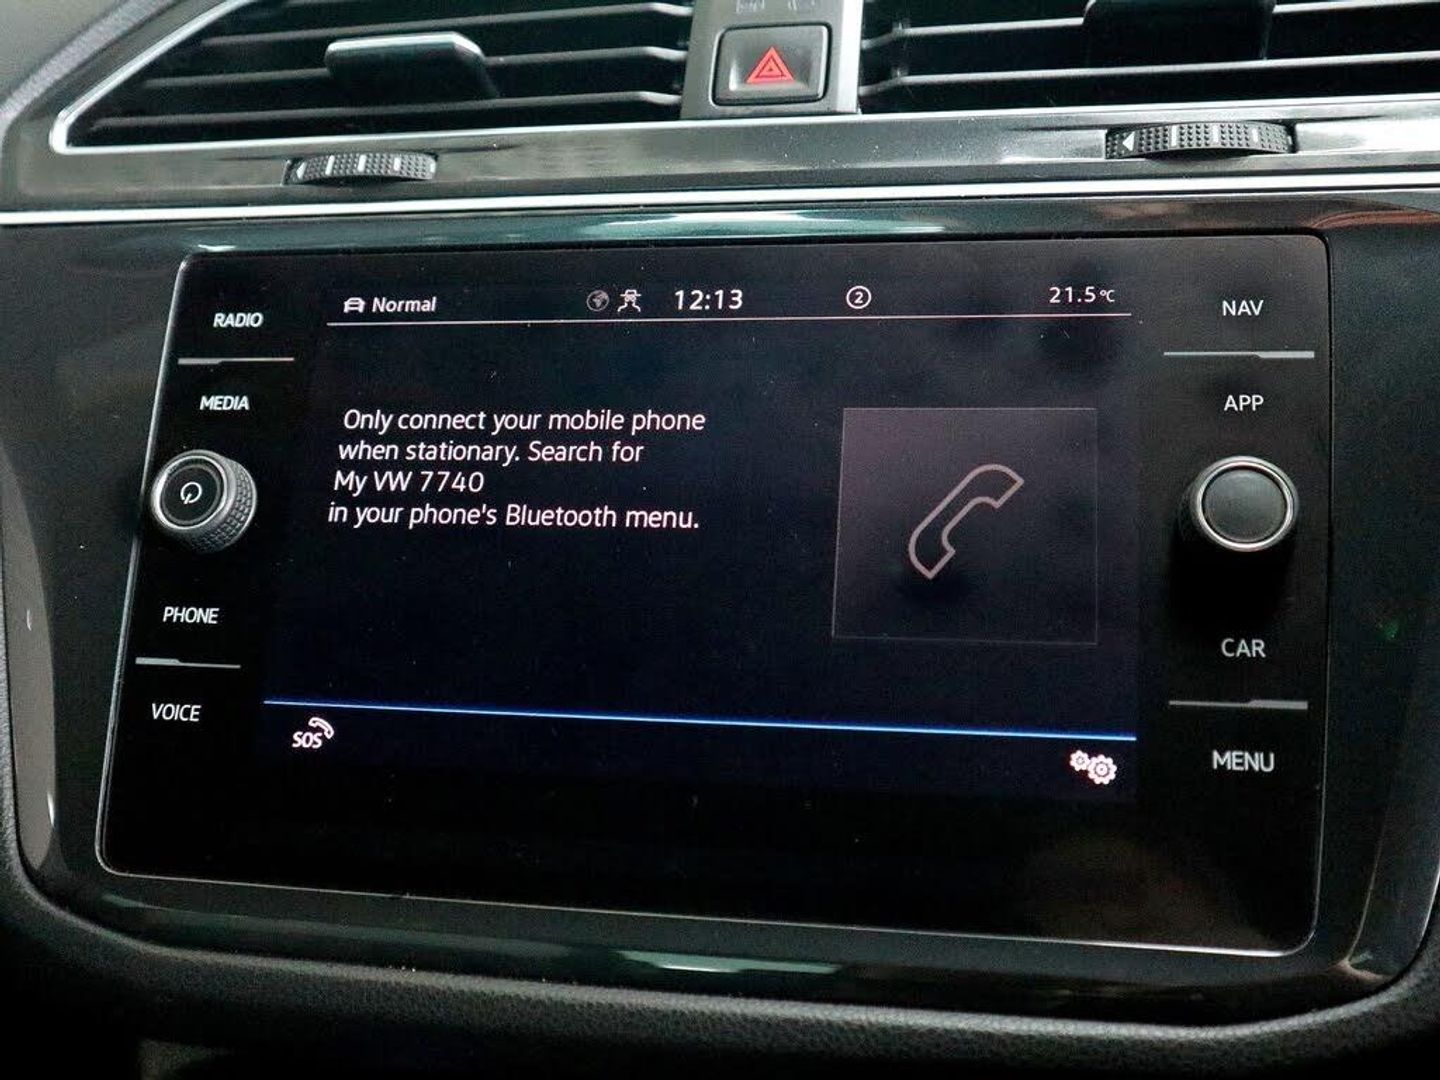 Normal 12:13 2 21.5°C
RADIO
MEDIA
PHONE
VOICE
Only connect your mobile phone
when stationary. Search for
My VW 7740
in your phone's Bluetooth menu.
SOS
NAV
APP
CAR
MENU